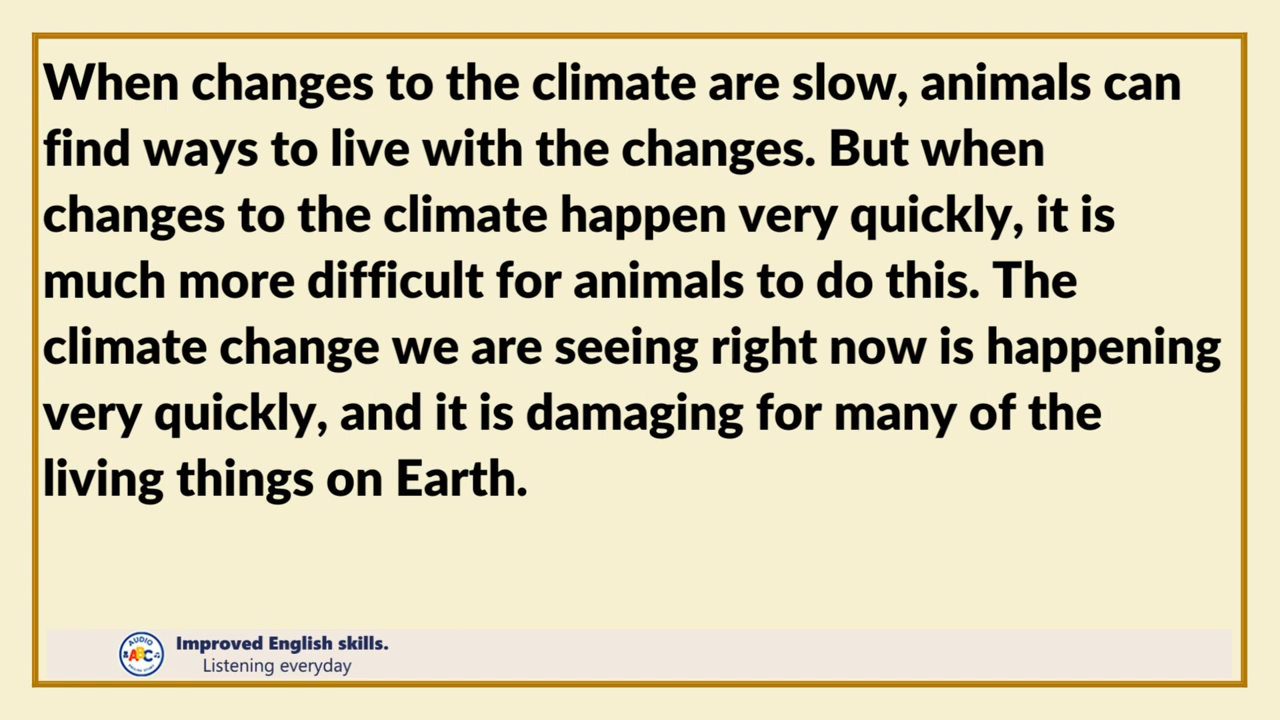 When changes to the climate are slow, animals can
find ways to live with the changes. But when
changes to the climate happen very quickly, it is
much more difficult for animals to do this. The
climate change we are seeing right now is happening
very quickly, and it is damaging for many of the
living things on Earth.
AUDIO
ABC
Improved English skills.
Listening everyday